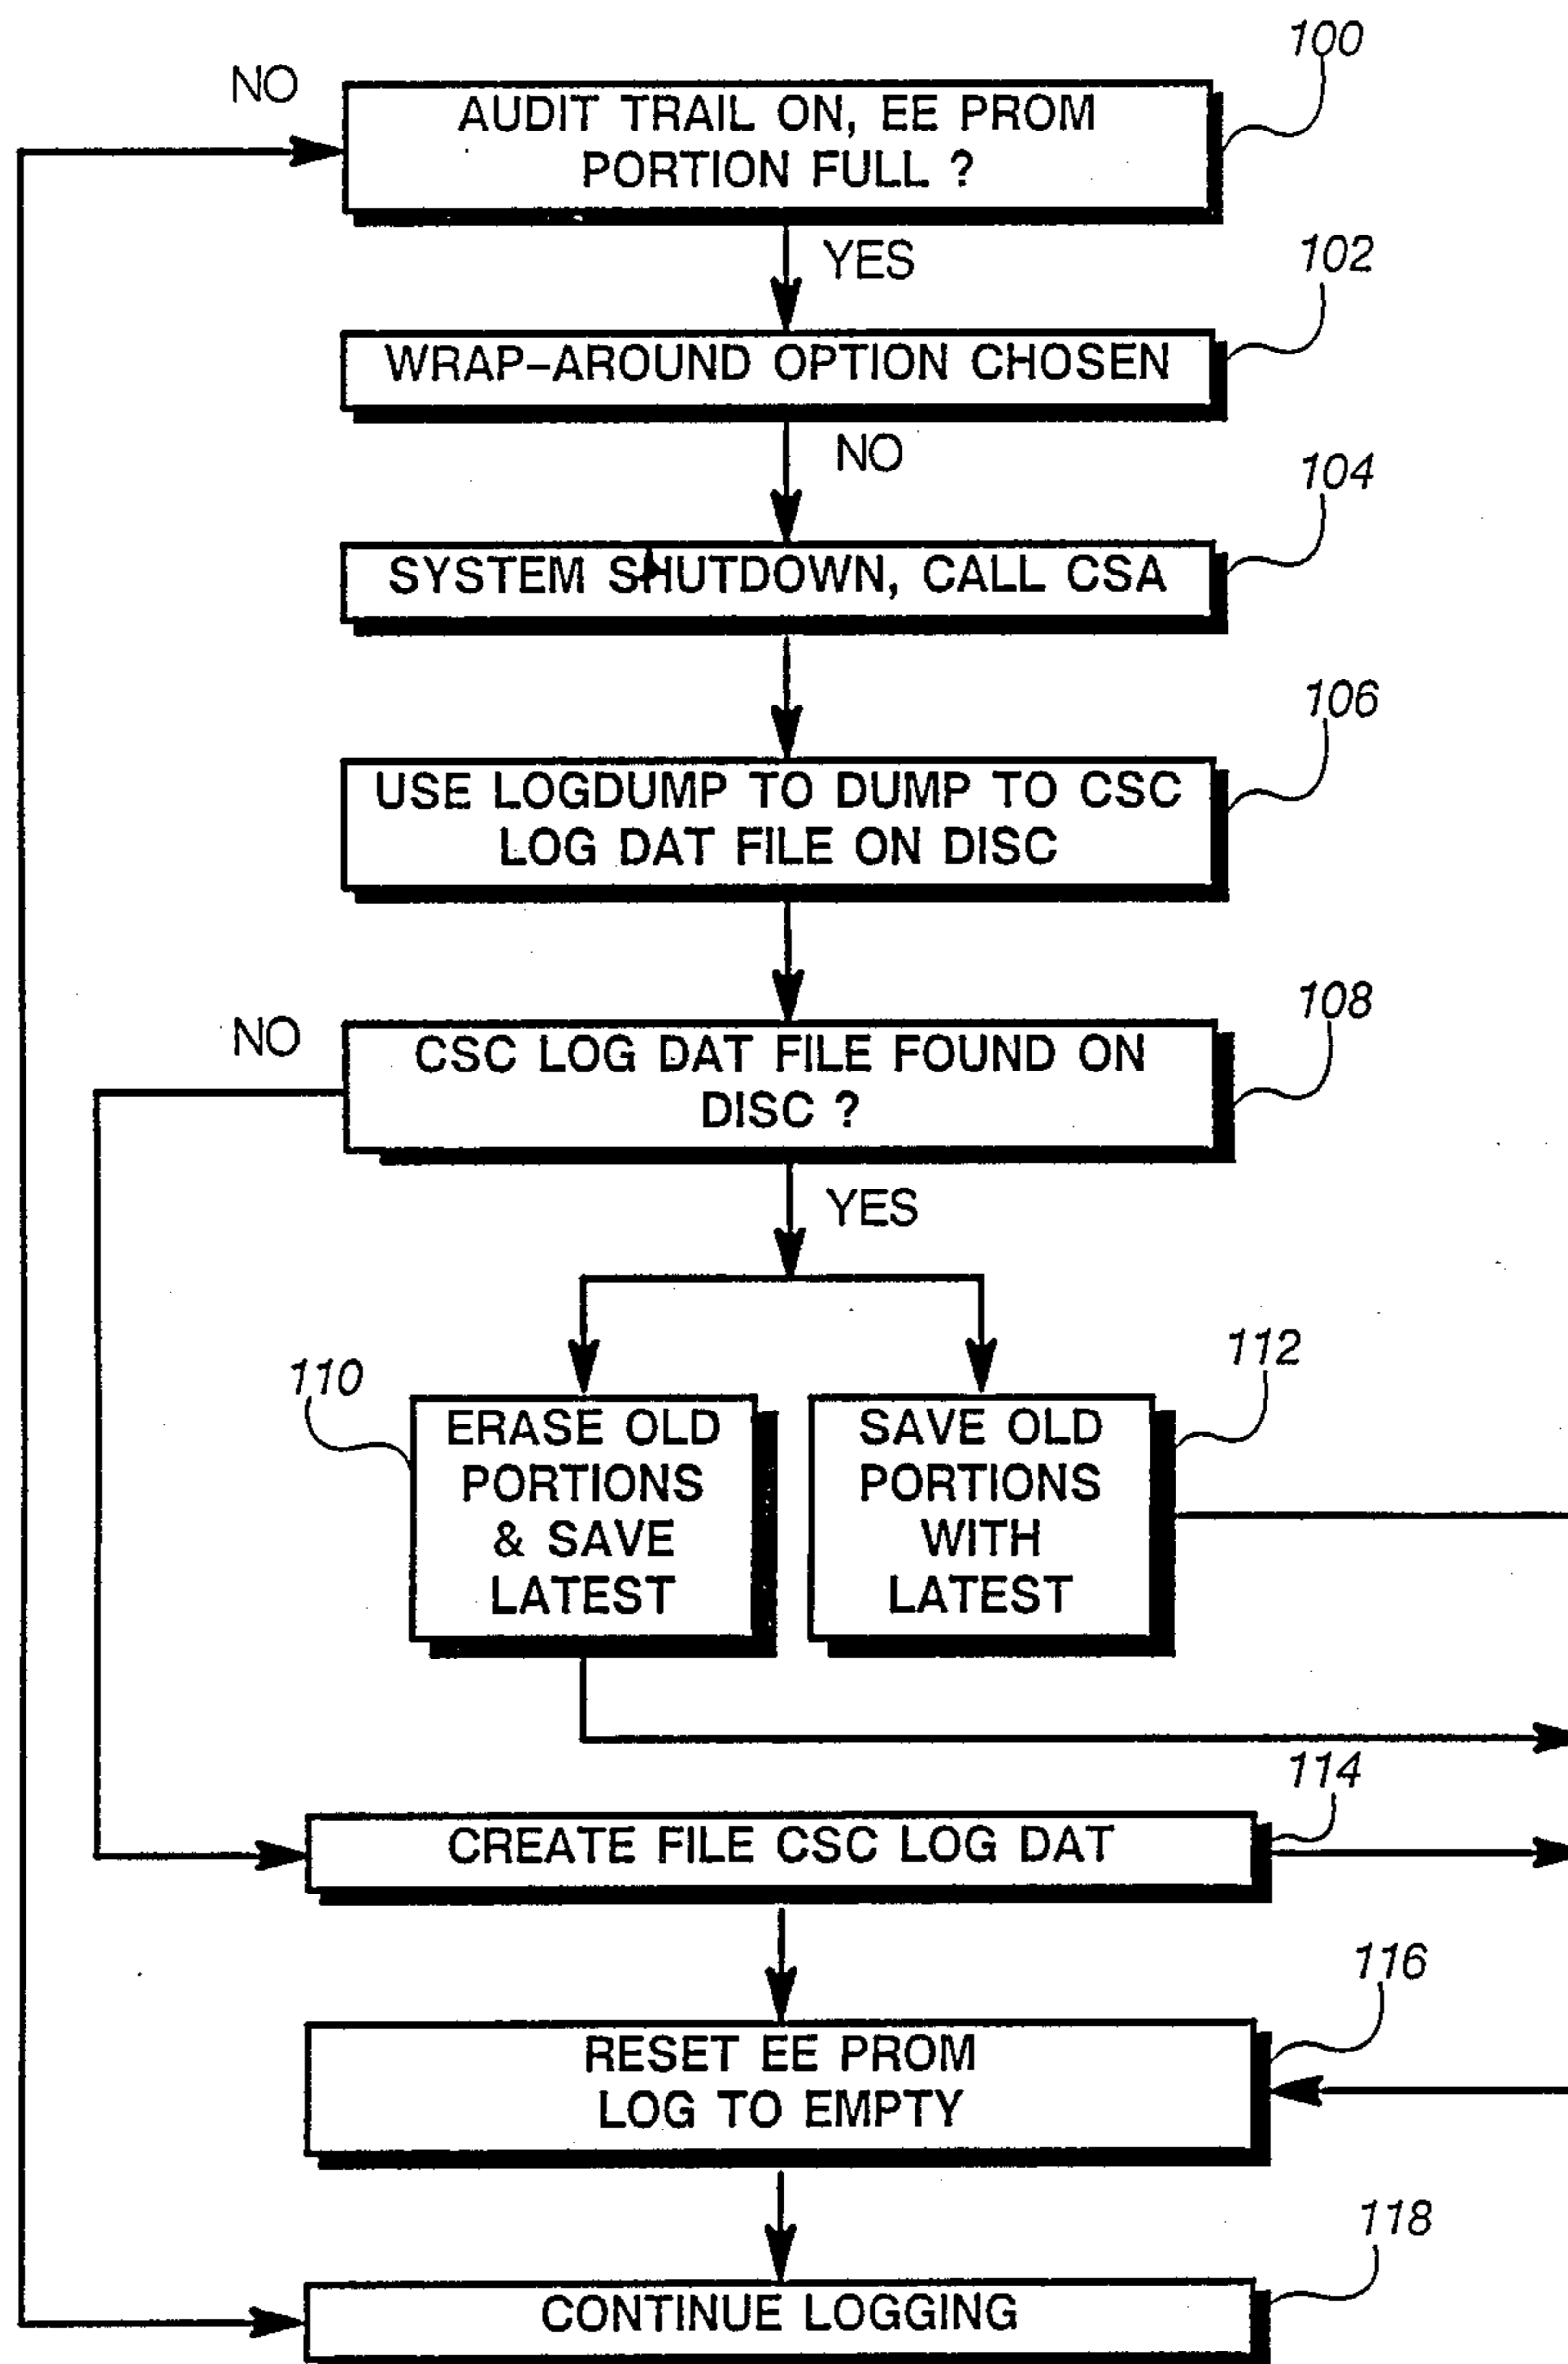 100
NO
AUDIT TRAIL ON, EE PROM
PORTION FULL ?
YES
102
WRAP-AROUND OPTION CHOSEN
NO
104
SYSTEM SHUTDOWN, CALL CSA
106
USE LOGDUMP TO DUMP TO CSC
LOG DAT FILE ON DISC
108
NO
CSC LOG DAT FILE FOUND ON
DISC ?
YES
110
ERASE OLD
PORTIONS
& SAVE
LATEST
112
SAVE OLD
PORTIONS
WITH
LATEST
114
CREATE FILE CSC LOG DAT
116
RESET EE PROM
LOG TO EMPTY
118
CONTINUE LOGGING